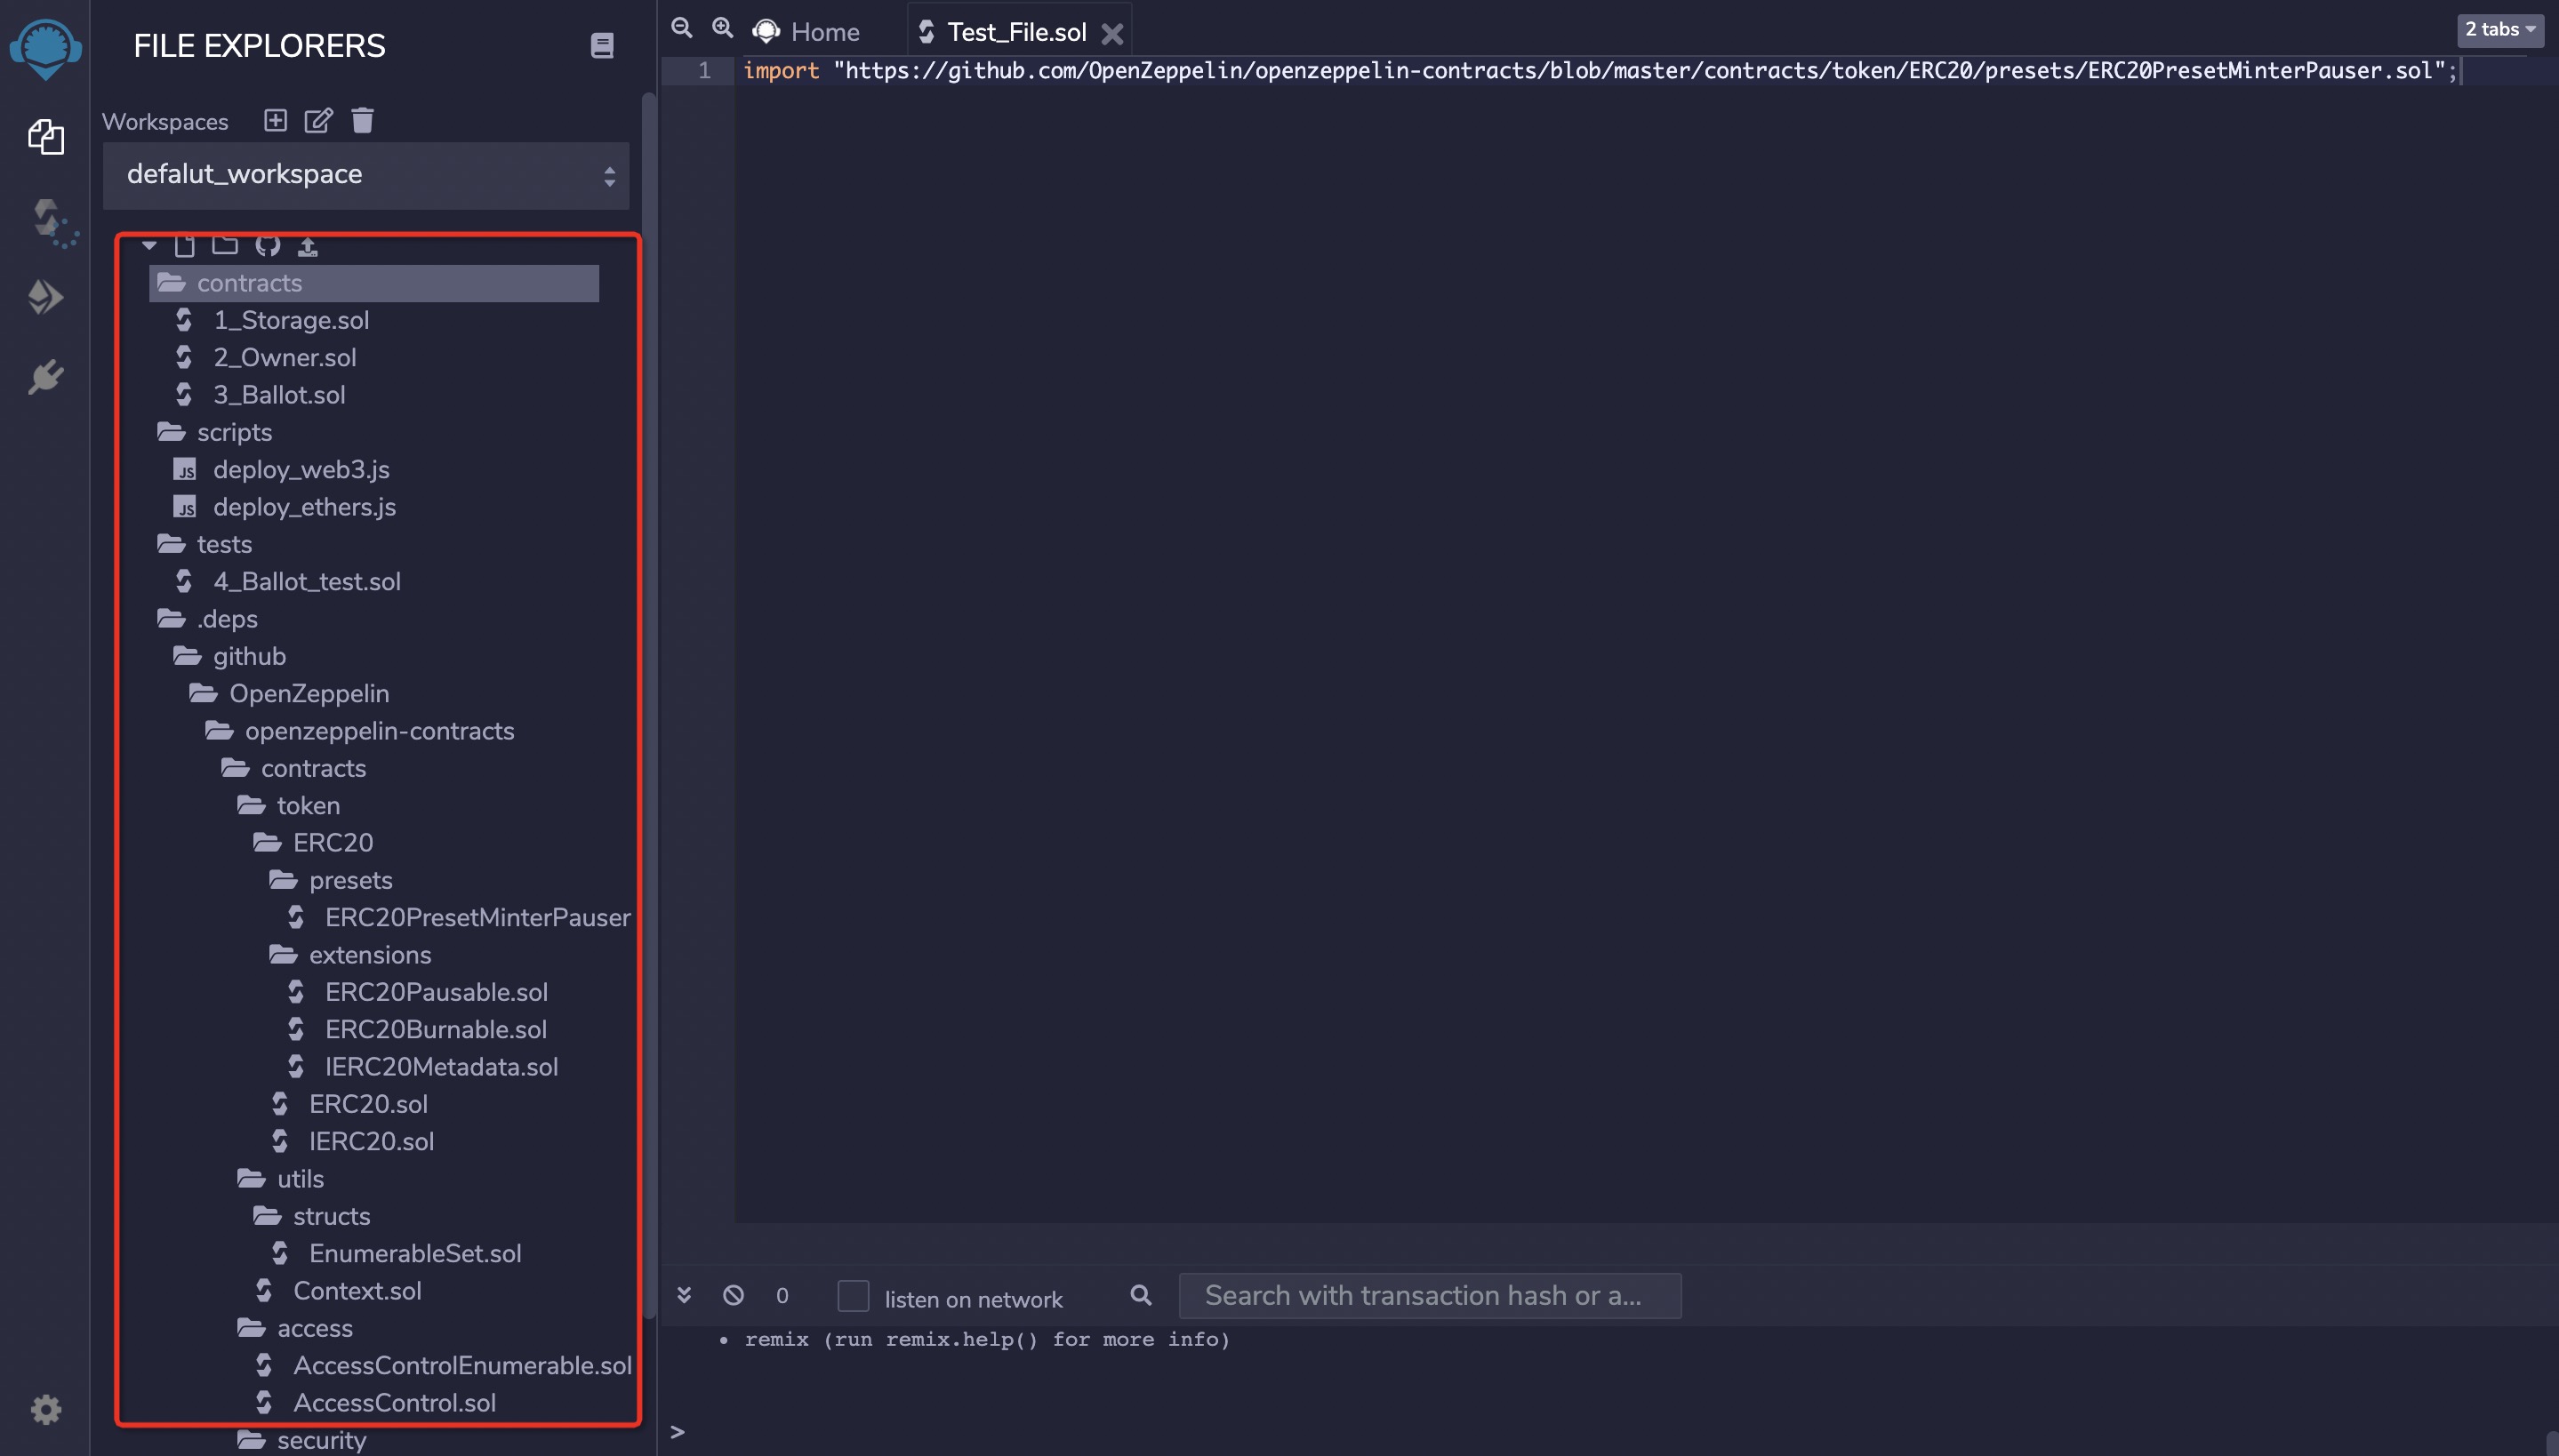 FILE EXPLORERS
Workspaces
defalut_workspace
contracts
1_Storage.sol
2_Owner.sol
3_Ballot.sol
scripts
JS deploy_web3.js
JS deploy_ethers.js
tests
4_Ballot_test.sol
.deps
github
OpenZeppelin
openzeppelin-contracts
contracts
token
ERC20
presets
ERC20PresetMinterPauser
extensions
ERC20Pausable.sol
ERC20Burnable.sol
IERC20Metadata.sol
ERC20.sol
IERC20.sol
utils
structs
EnumerableSet.sol
Context.sol
access
AccessControlEnumerable.sol
AccessControl.sol
security
Home
Test_File.sol
2 tabs
1 import "https://github.com/OpenZeppelin/openzeppelin-contracts/blob/master/contracts/token/ERC20/presets/ERC20PresetMinterPauser.sol";
0 listen on network Search with transaction hash or a...
• remix (run remix.help() for more info)
>